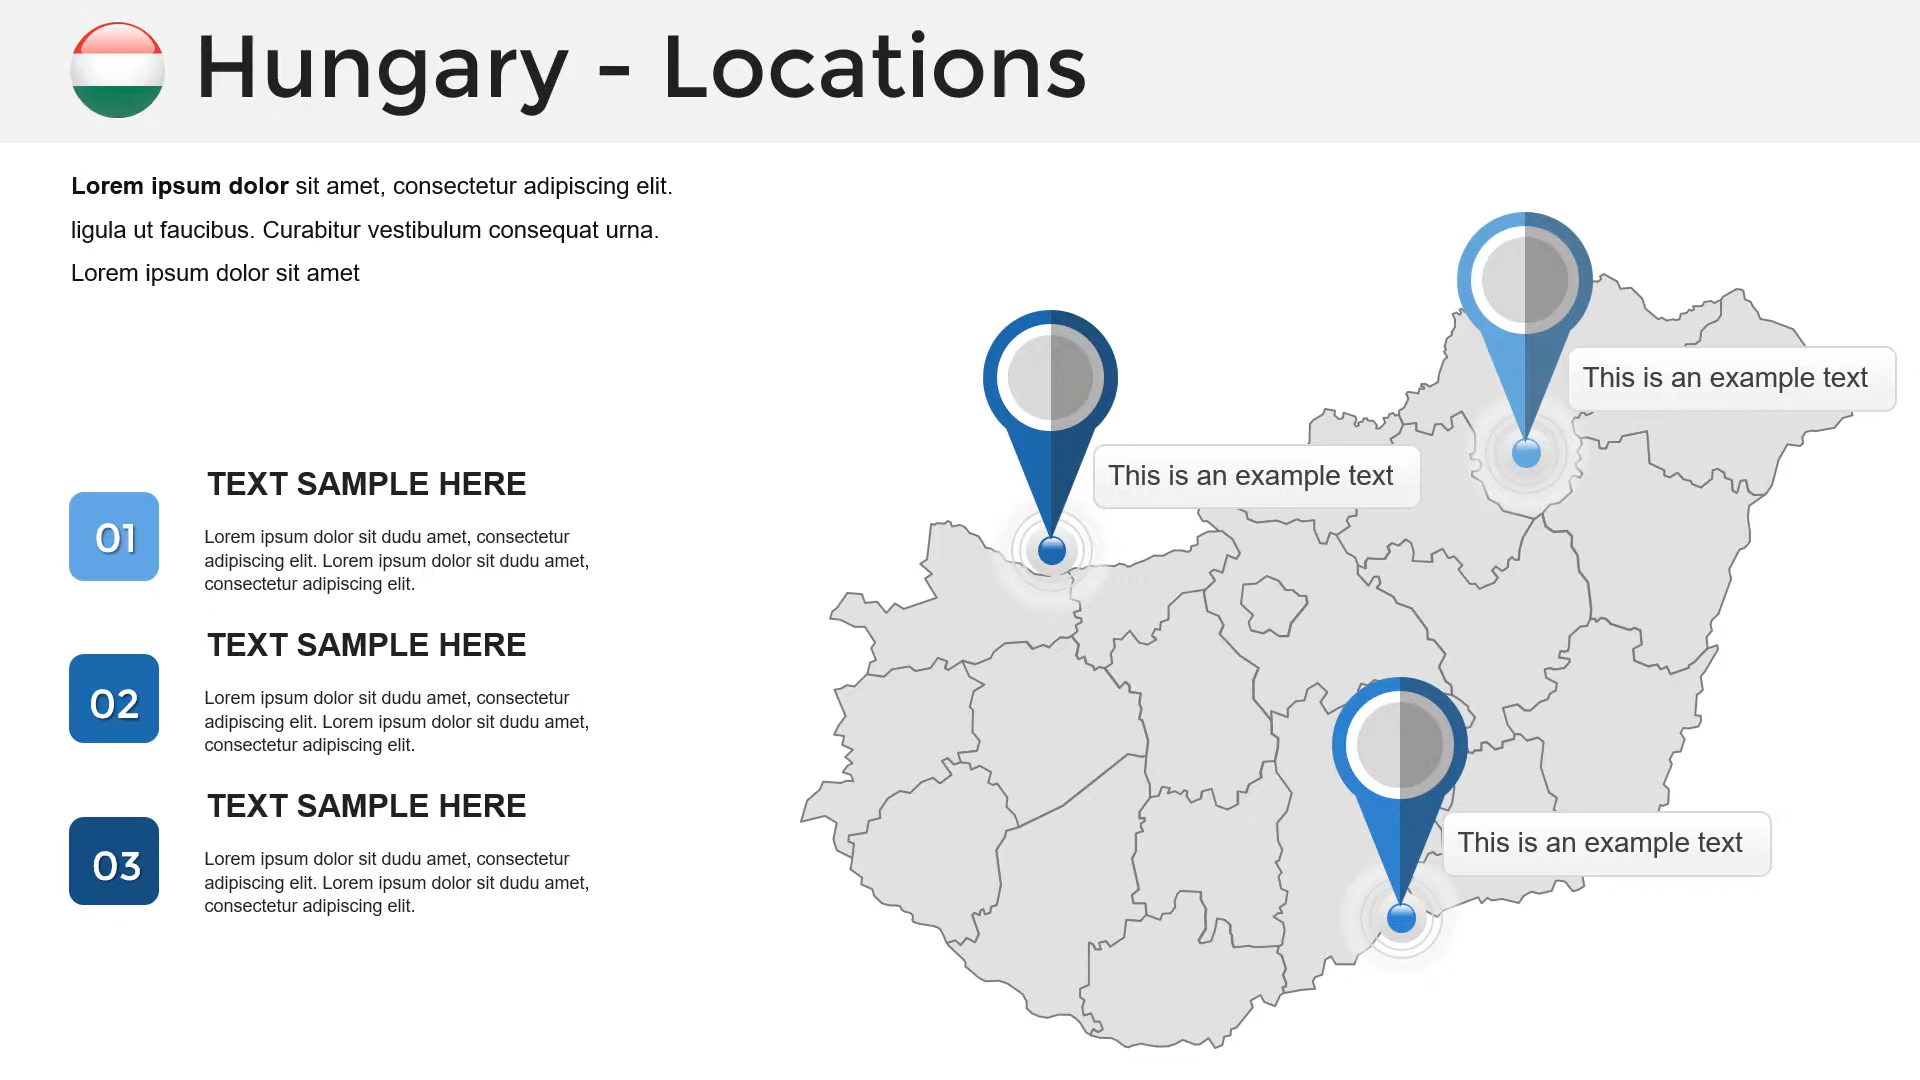 Hungary - Locations
Lorem ipsum dolor sit amet, consectetur adipiscing elit.
ligula ut faucibus. Curabitur vestibulum consequat urna.
Lorem ipsum dolor sit amet
01
TEXT SAMPLE HERE
Lorem ipsum dolor sit dudu amet, consectetur
adipiscing elit. Lorem ipsum dolor sit dudu amet,
consectetur adipiscing elit.
02
TEXT SAMPLE HERE
Lorem ipsum dolor sit dudu amet, consectetur
adipiscing elit. Lorem ipsum dolor sit dudu amet,
consectetur adipiscing elit.
03
TEXT SAMPLE HERE
Lorem ipsum dolor sit dudu amet, consectetur
adipiscing elit. Lorem ipsum dolor sit dudu amet,
consectetur adipiscing elit.
This is an example text
This is an example text
This is an example text